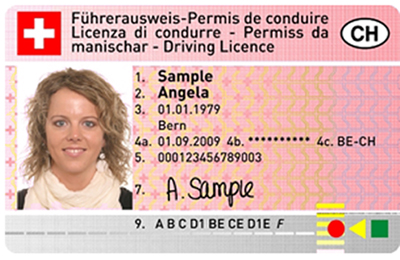 Führerausweis-Permis de conduire
Licenza di condurre - Permiss da
manischar - Driving Licence
CH
1. Sample
2. Angela
3. 01.01.1979
Bern
4a. 01.09.2009 4b. ********** 4c. BE-CH
5. 000123456789003
7. A. Sample
9. A B C D1 BE CE D1E F